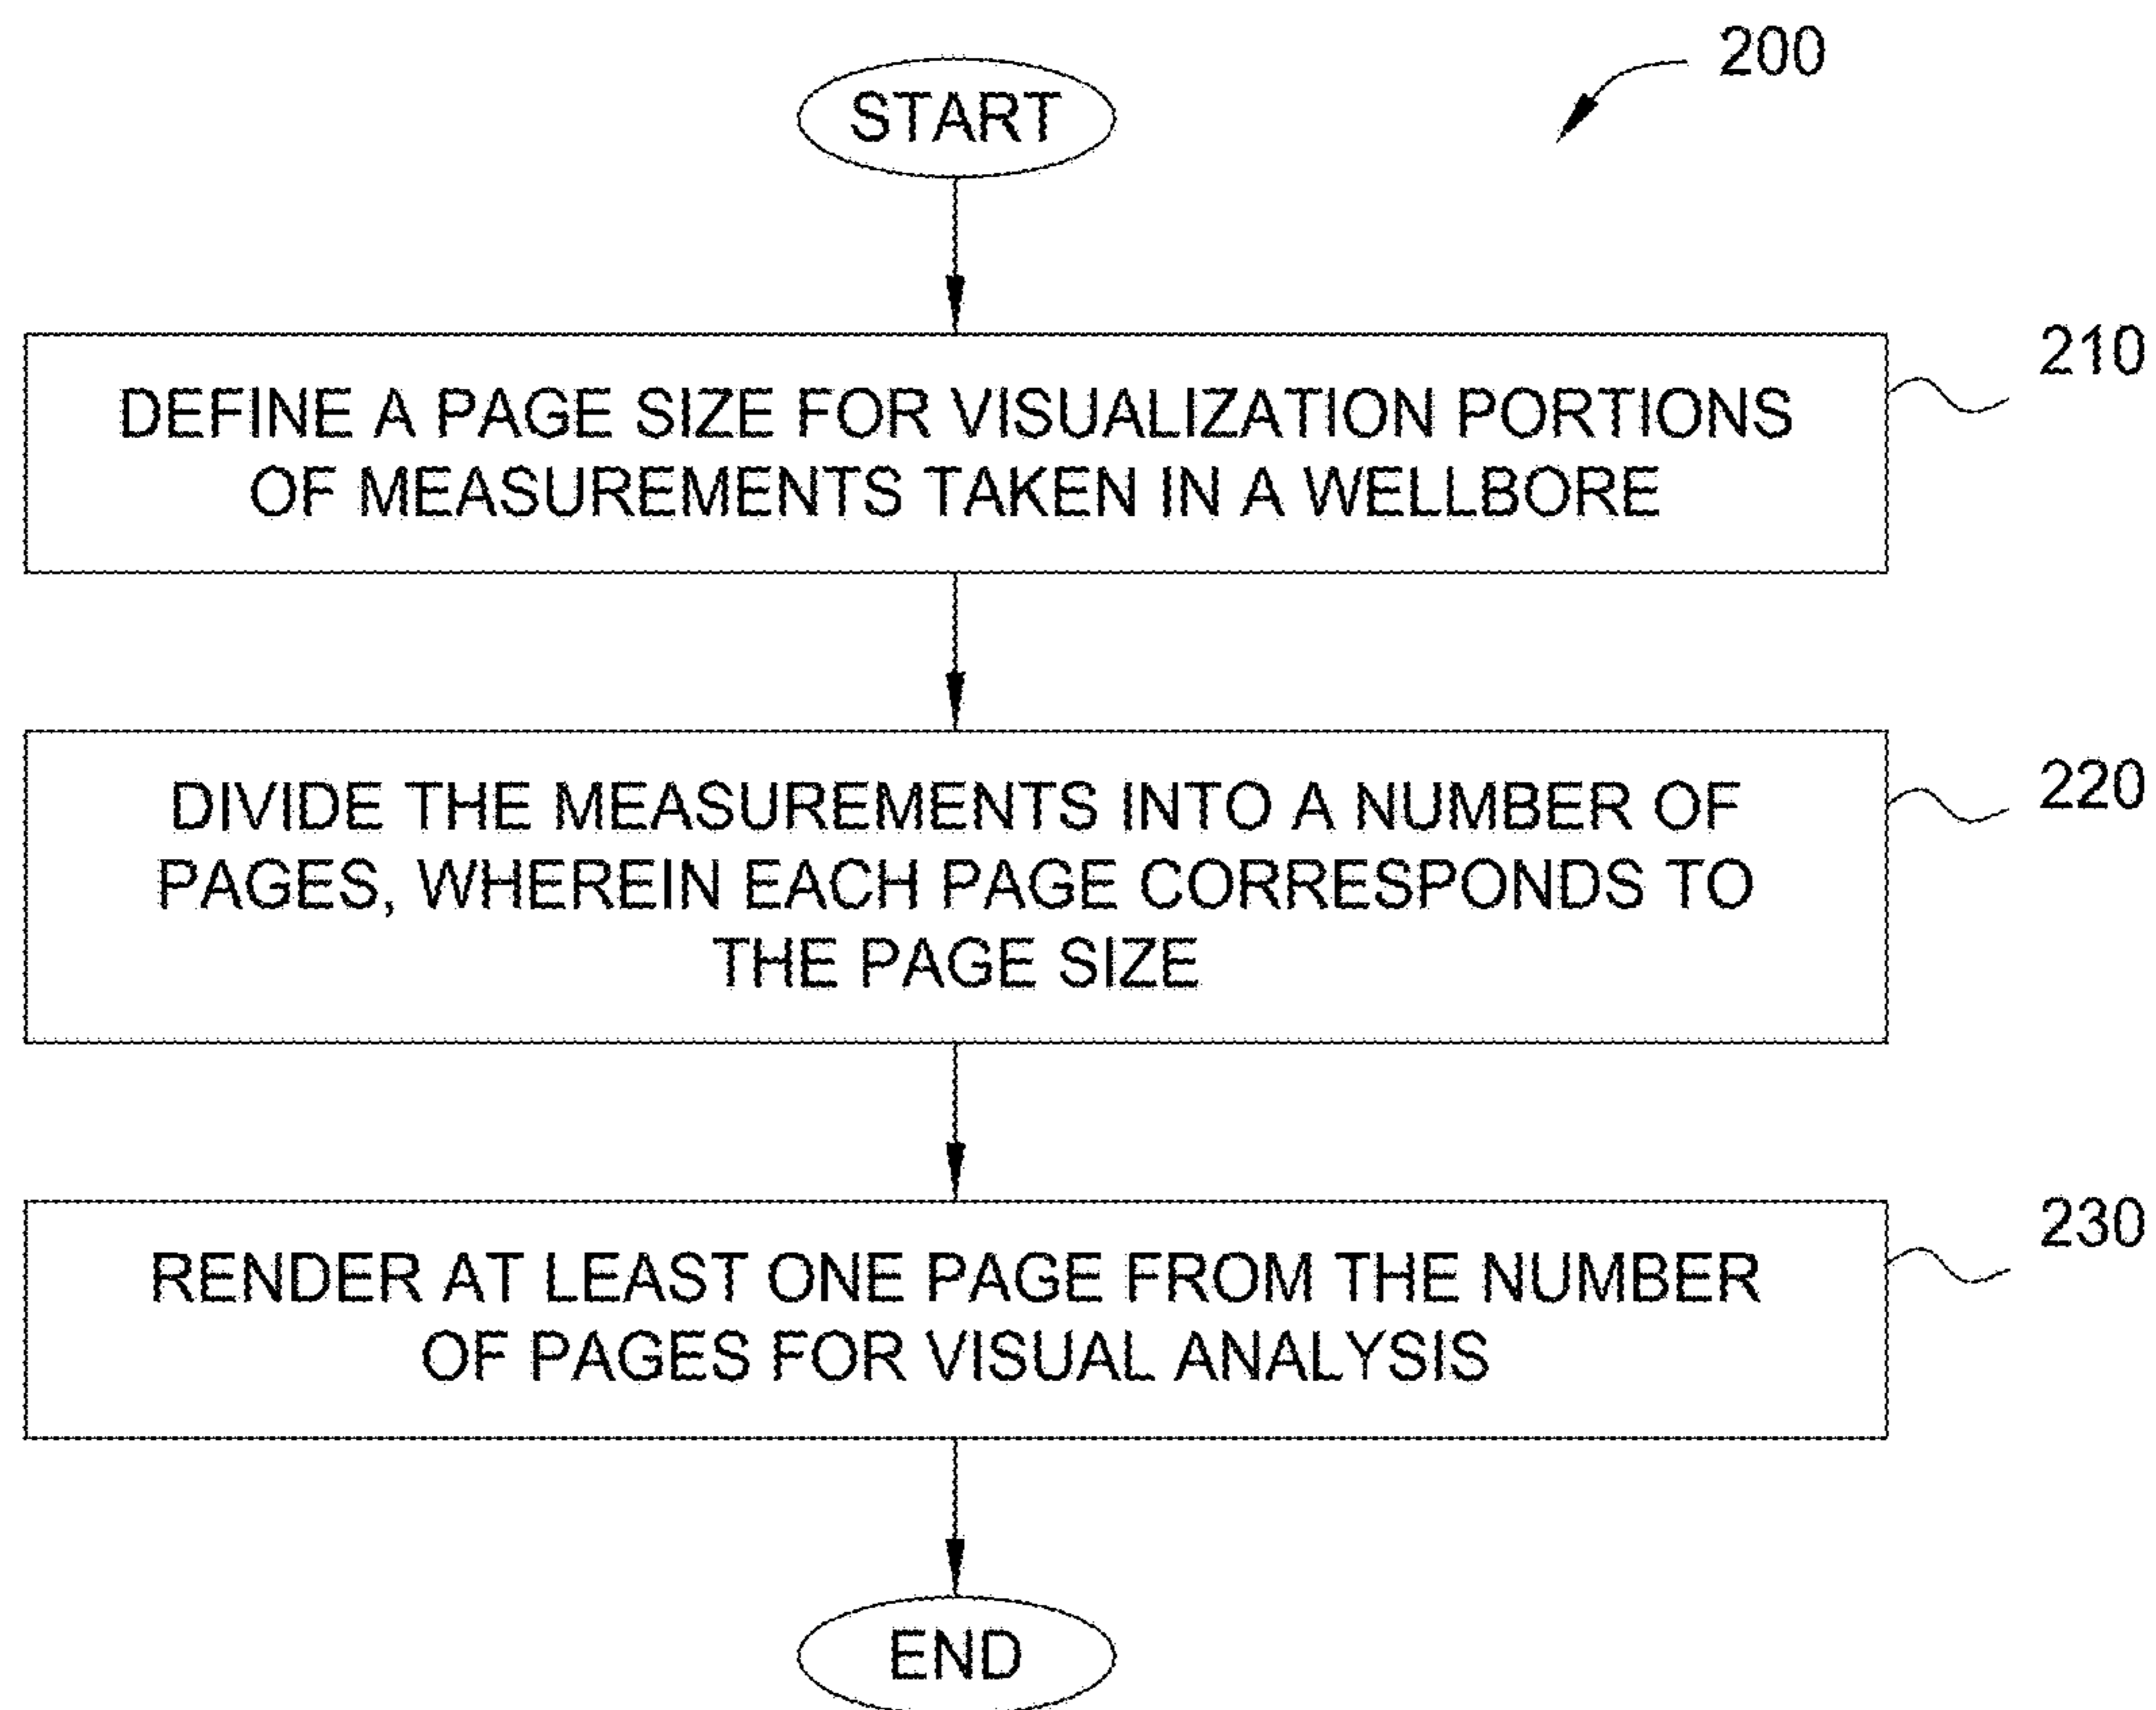 200
START
210
DEFINE A PAGE SIZE FOR VISUALIZATION PORTIONS
OF MEASUREMENTS TAKEN IN A WELLBORE
220
DIVIDE THE MEASUREMENTS INTO A NUMBER OF
PAGES, WHEREIN EACH PAGE CORRESPONDS TO
THE PAGE SIZE
230
RENDER AT LEAST ONE PAGE FROM THE NUMBER
OF PAGES FOR VISUAL ANALYSIS
END